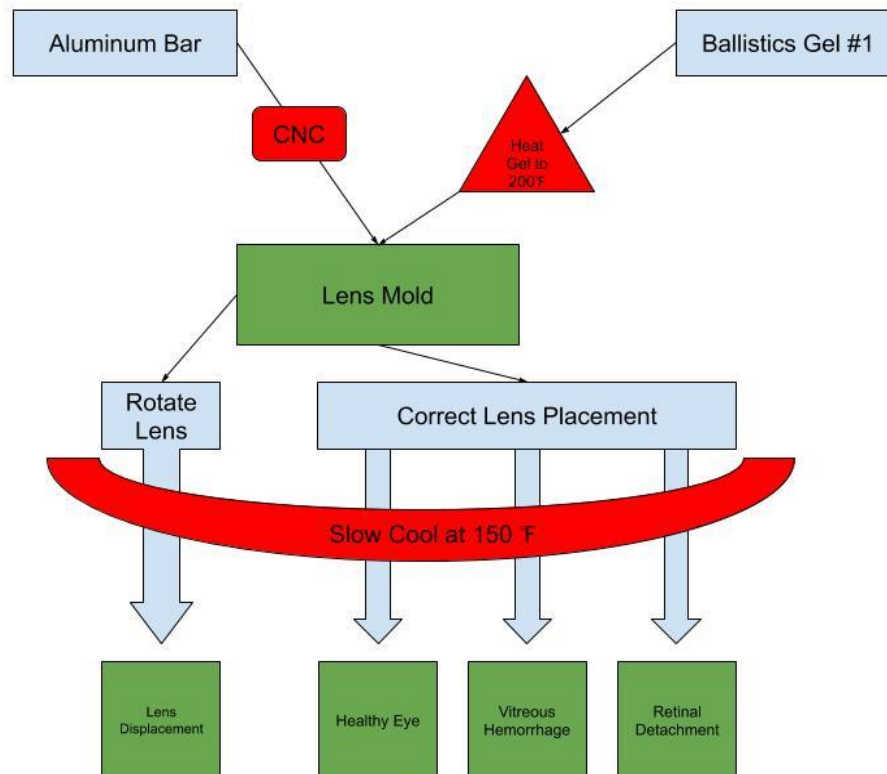 Aluminum Bar
Ballistics Gel #1
CNC
Heat
Gel to
200℉
Lens Mold
Rotate
Lens
Correct Lens Placement
Slow Cool at 150 ℉
Lens
Displacement
Healthy Eye
Vitreous
Hemorrhage
Retinal
Detachment